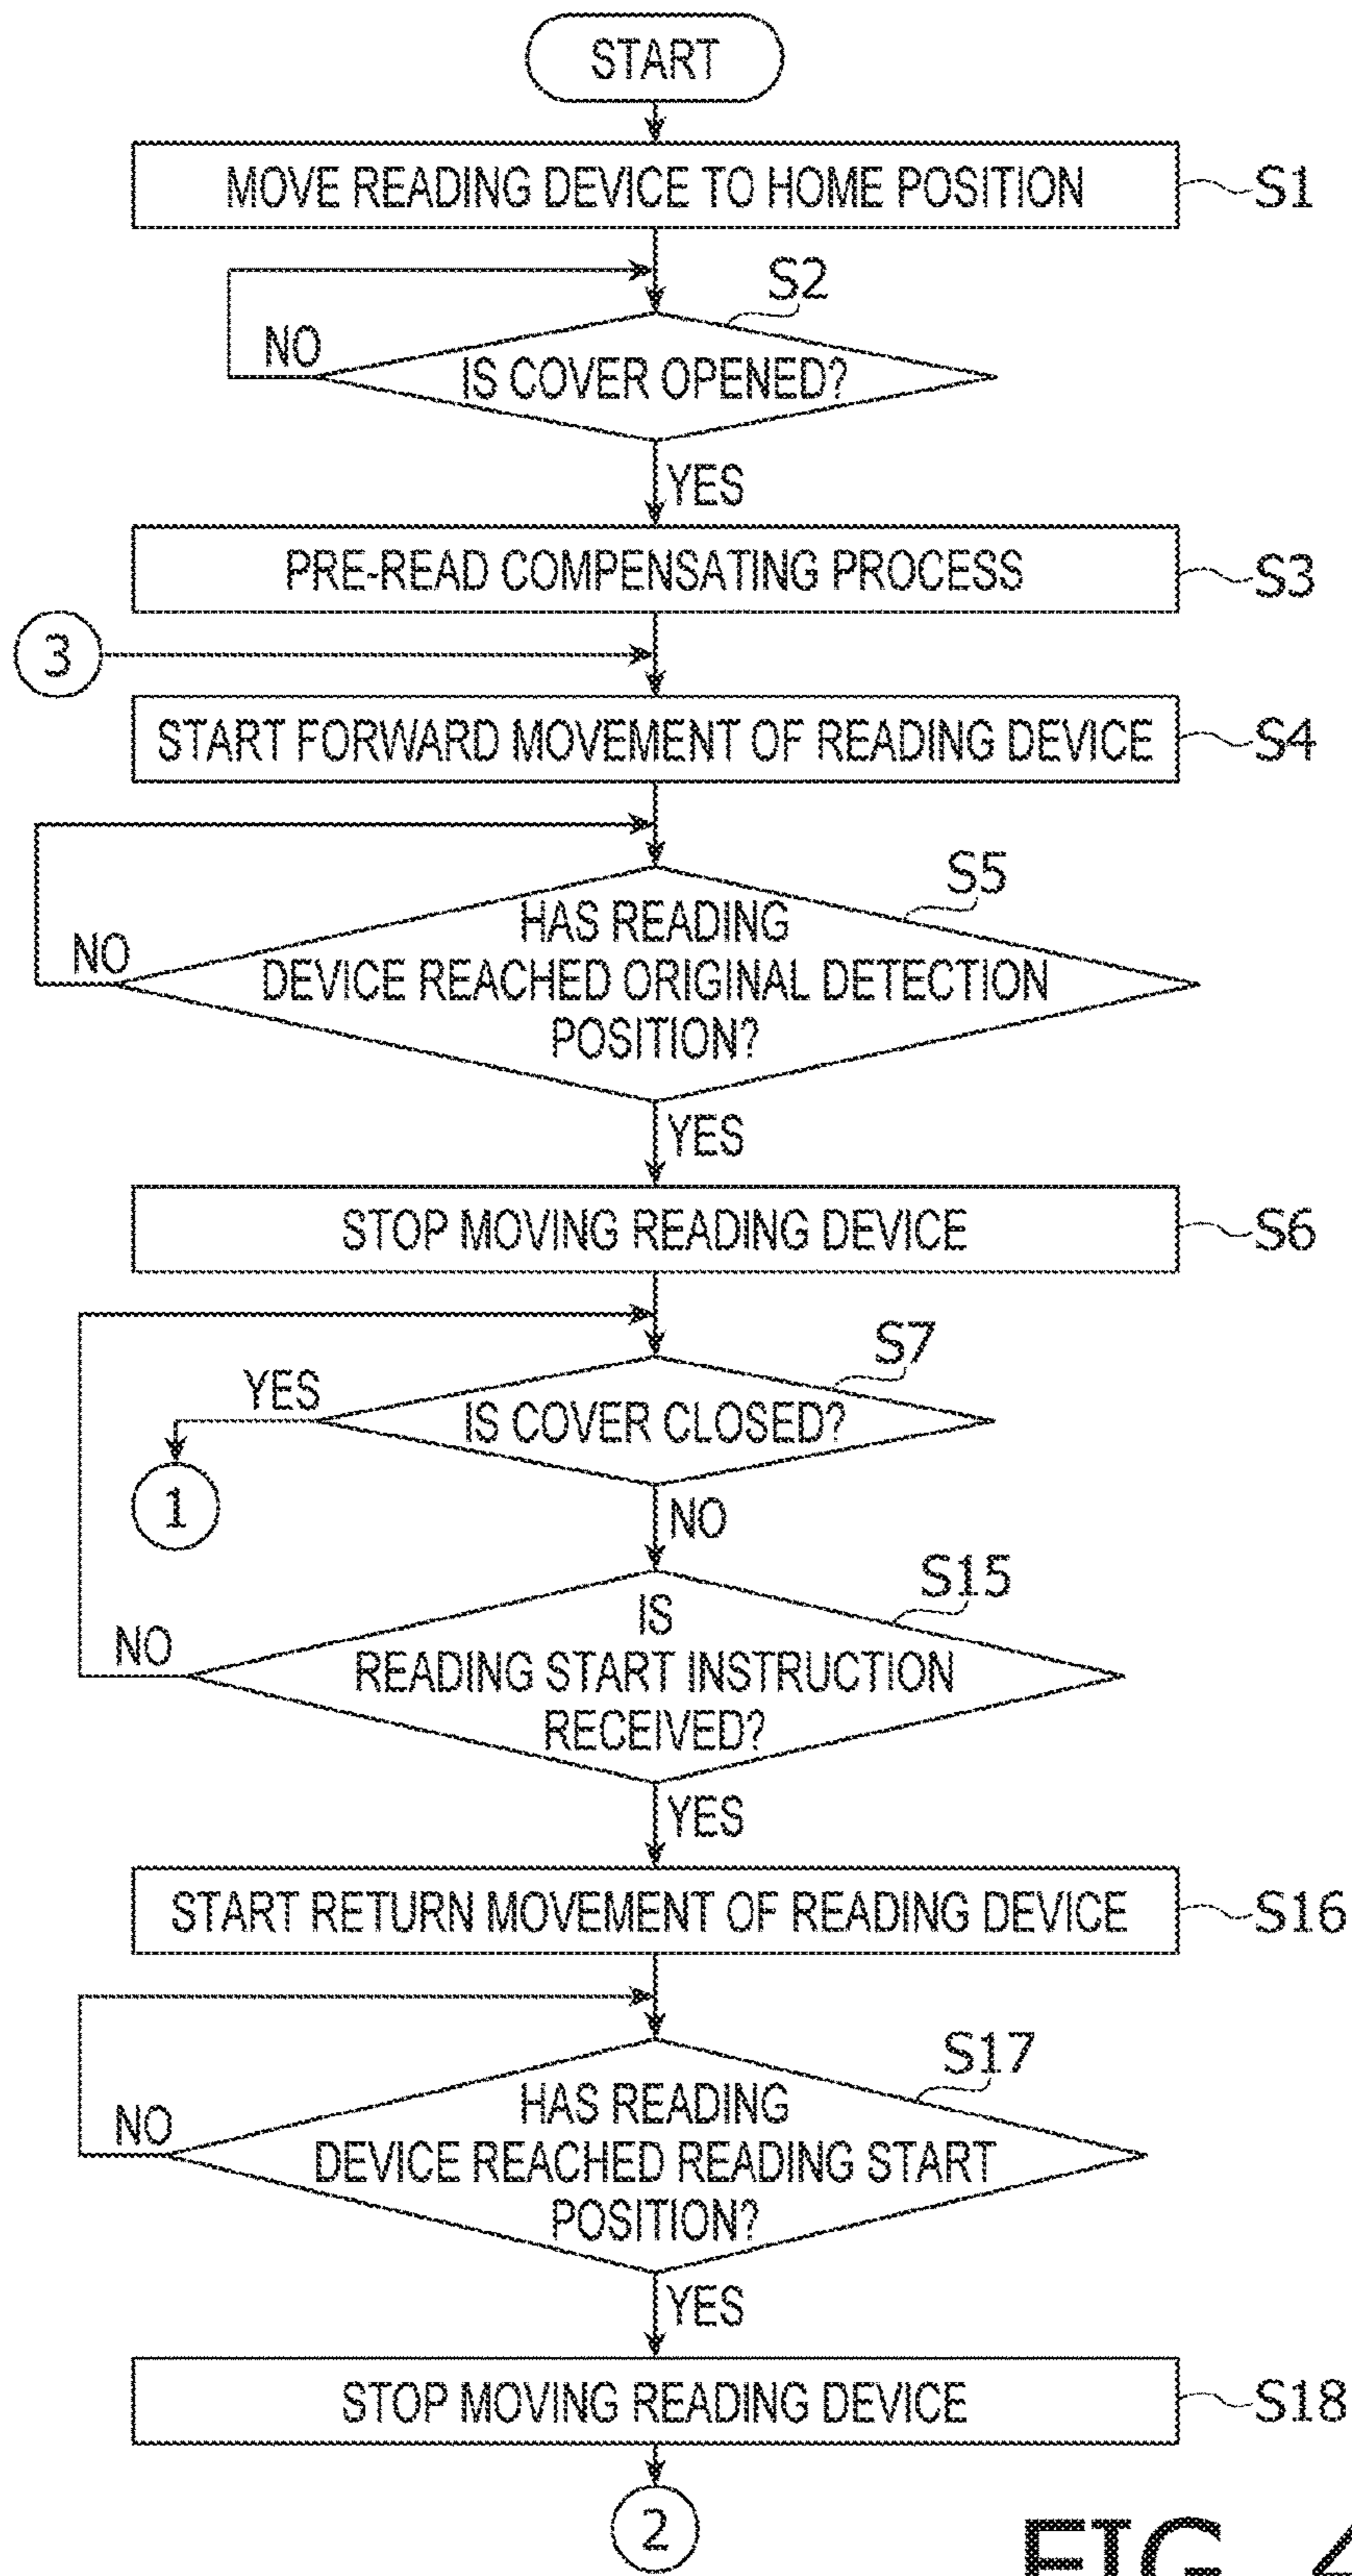 START
MOVE READING DEVICE TO HOME POSITION
S1
S2
NO
IS COVER OPENED?
YES
PRE-READ COMPENSATING PROCESS
S3
3
START FORWARD MOVEMENT OF READING DEVICE
S4
S5
HAS READING
NO
DEVICE REACHED ORIGINAL DETECTION
POSITION?
YES
STOP MOVING READING DEVICE
S6
S7
YES
IS COVER CLOSED?
1
NO
S15
IS
NO
READING START INSTRUCTION
RECEIVED?
YES
START RETURN MOVEMENT OF READING DEVICE
S16
S17
HAS READING
NO
DEVICE REACHED READING START
POSITION?
YES
STOP MOVING READING DEVICE
S18
2
FIG. 4